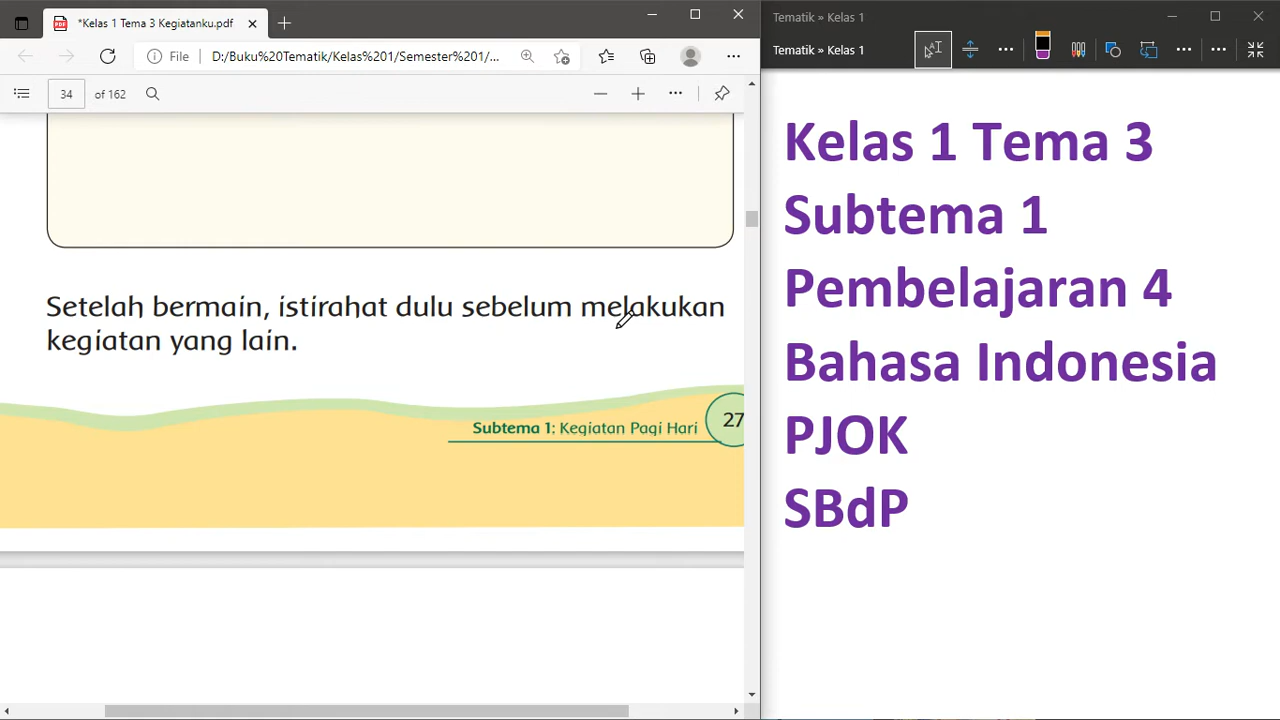 *Kelas 1 Tema 3 Kegiatanku.pdf
File
D:/Buku%20Tematik/Kelas%201/Semester%201/...
34
of 162
Setelah bermain, istirahat dulu sebelum melakukan
kegiatan yang lain.
Subtema 1: Kegiatan Pagi Hari
27
Tematik » Kelas 1
Tematik » Kelas 1
Kelas 1 Tema 3
Subtema 1
Pembelajaran 4
Bahasa Indonesia
PJOK
SBdP